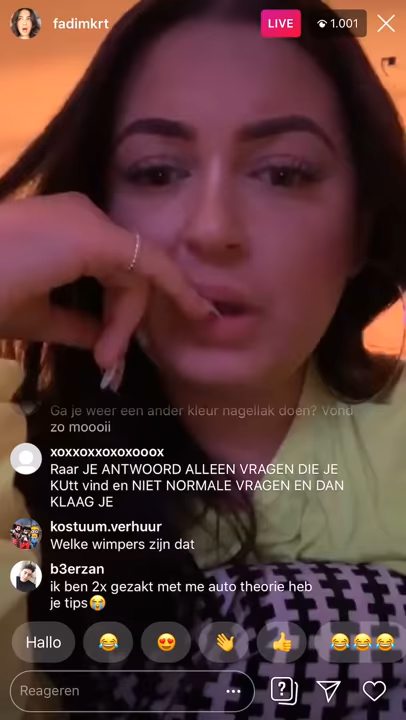 fadimkrt
LIVE
1.001
Ga je weer een ander kleur nagellak doen? Vond
zo moooii
xoxxoxxoxoxooox
Raar JE ANTWOORD ALLEEN VRAGEN DIE JE
KUtt vind en NIET NORMALE VRAGEN EN DAN
KLAAG JE
kostuum.verhuur
Welke wimpers zijn dat
b3erzan
ik ben 2x gezakt met me auto theorie heb
je tips😭
Hallo
😂
😍
👋
👍
😂😂😂
Reageren